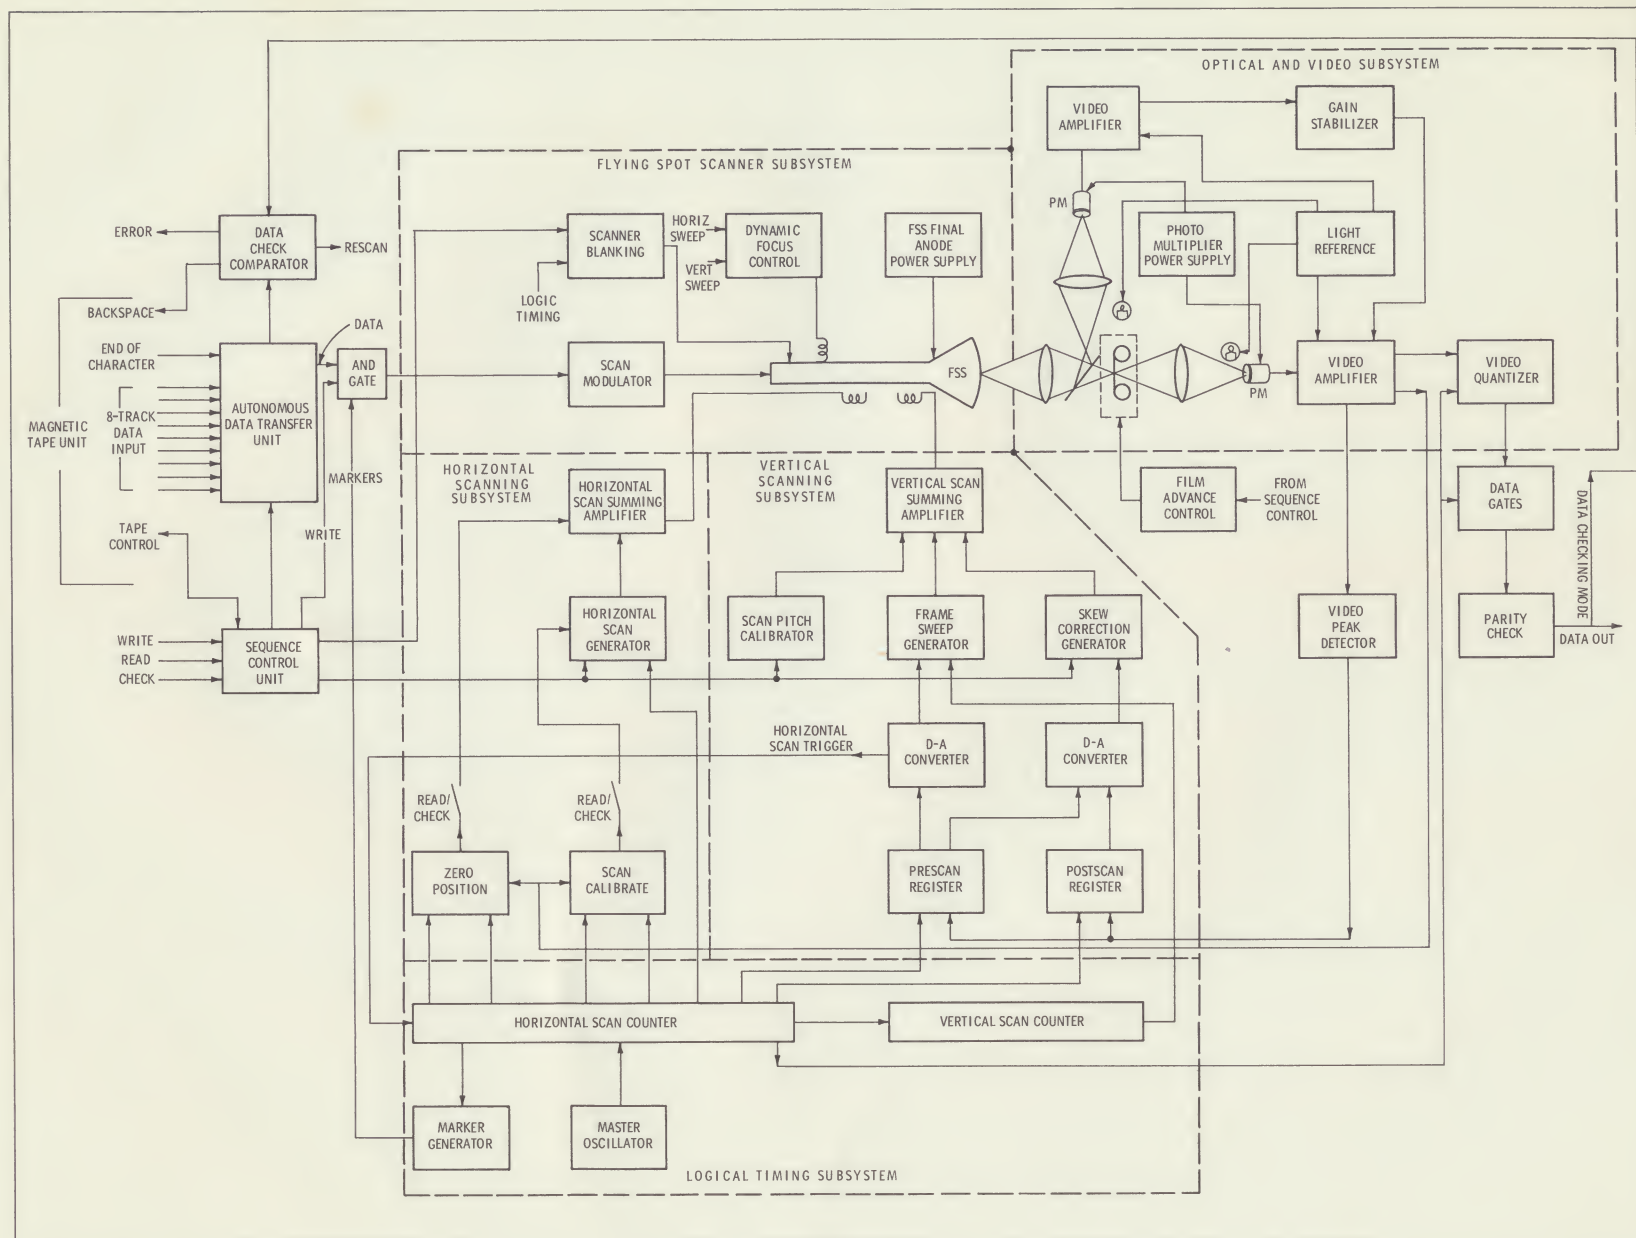 OPTICAL AND VIDEO SUBSYSTEM
VIDEO
AMPLIFIER
GAIN
STABILIZER
FLYING SPOT SCANNER SUBSYSTEM
PM
ERROR
DATA
CHECK
COMPARATOR
RESCAN
SCANNER
BLANKING
HORIZ
SWEEP
VERT
SWEEP
DYNAMIC
FOCUS
CONTROL
FSS FINAL
ANODE
POWER SUPPLY
PHOTO
MULTIPLIER
POWER SUPPLY
LIGHT
REFERENCE
LOGIC
TIMING
BACKSPACE
DATA
END OF
CHARACTER
AND
GATE
SCAN
MODULATOR
FSS
PM
VIDEO
AMPLIFIER
VIDEO
QUANTIZER
MAGNETIC
TAPE UNIT
8-TRACK
DATA
INPUT
AUTONOMOUS
DATA TRANSFER
UNIT
MARKERS
HORIZONTAL
SCANNING
SUBSYSTEM
HORIZONTAL
SCAN SUMMING
AMPLIFIER
VERTICAL
SCANNING
SUBSYSTEM
VERTICAL SCAN
SUMMING
AMPLIFIER
FILM
ADVANCE
CONTROL
FROM
SEQUENCE
CONTROL
DATA
GATES
DATA CHECKING MODE
TAPE
CONTROL
WRITE
WRITE
READ
CHECK
SEQUENCE
CONTROL
UNIT
HORIZONTAL
SCAN
GENERATOR
SCAN PITCH
CALIBRATOR
FRAME
SWEEP
GENERATOR
SKEW
CORRECTION
GENERATOR
VIDEO
PEAK
DETECTOR
PARITY
CHECK
DATA OUT
HORIZONTAL
SCAN TRIGGER
D-A
CONVERTER
D-A
CONVERTER
READ/
CHECK
READ/
CHECK
ZERO
POSITION
SCAN
CALIBRATE
PRESCAN
REGISTER
POSTSCAN
REGISTER
HORIZONTAL SCAN COUNTER
VERTICAL SCAN COUNTER
MARKER
GENERATOR
MASTER
OSCILLATOR
LOGICAL TIMING SUBSYSTEM